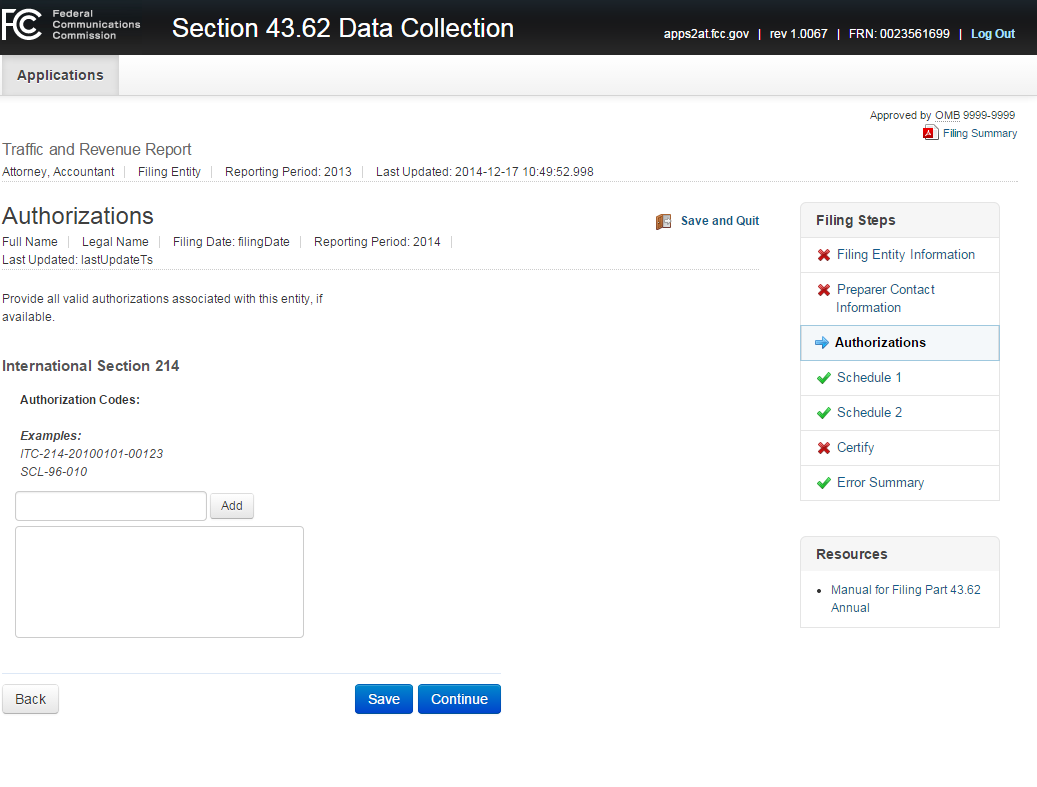 FCC Federal
Communications
Commission
Section 43.62 Data Collection
apps2at.fcc.gov | rev 1.0067 | FRN: 0023561699 | Log Out
Applications
Approved by OMB 9999-9999
Filing Summary
Traffic and Revenue Report
Attorney, Accountant | Filing Entity | Reporting Period: 2013 | Last Updated: 2014-12-17 10:49:52.998
Authorizations
Save and Quit
Full Name | Legal Name | Filing Date: filingDate | Reporting Period: 2014 |
Last Updated: lastUpdateTs
Provide all valid authorizations associated with this entity, if
available.
International Section 214
Authorization Codes:
Examples:
ITC-214-20100101-00123
SCL-96-010
Add
Back
Save
Continue
Filing Steps
Filing Entity Information
Preparer Contact
Information
Authorizations
Schedule 1
Schedule 2
Certify
Error Summary
Resources
• Manual for Filing Part 43.62
Annual